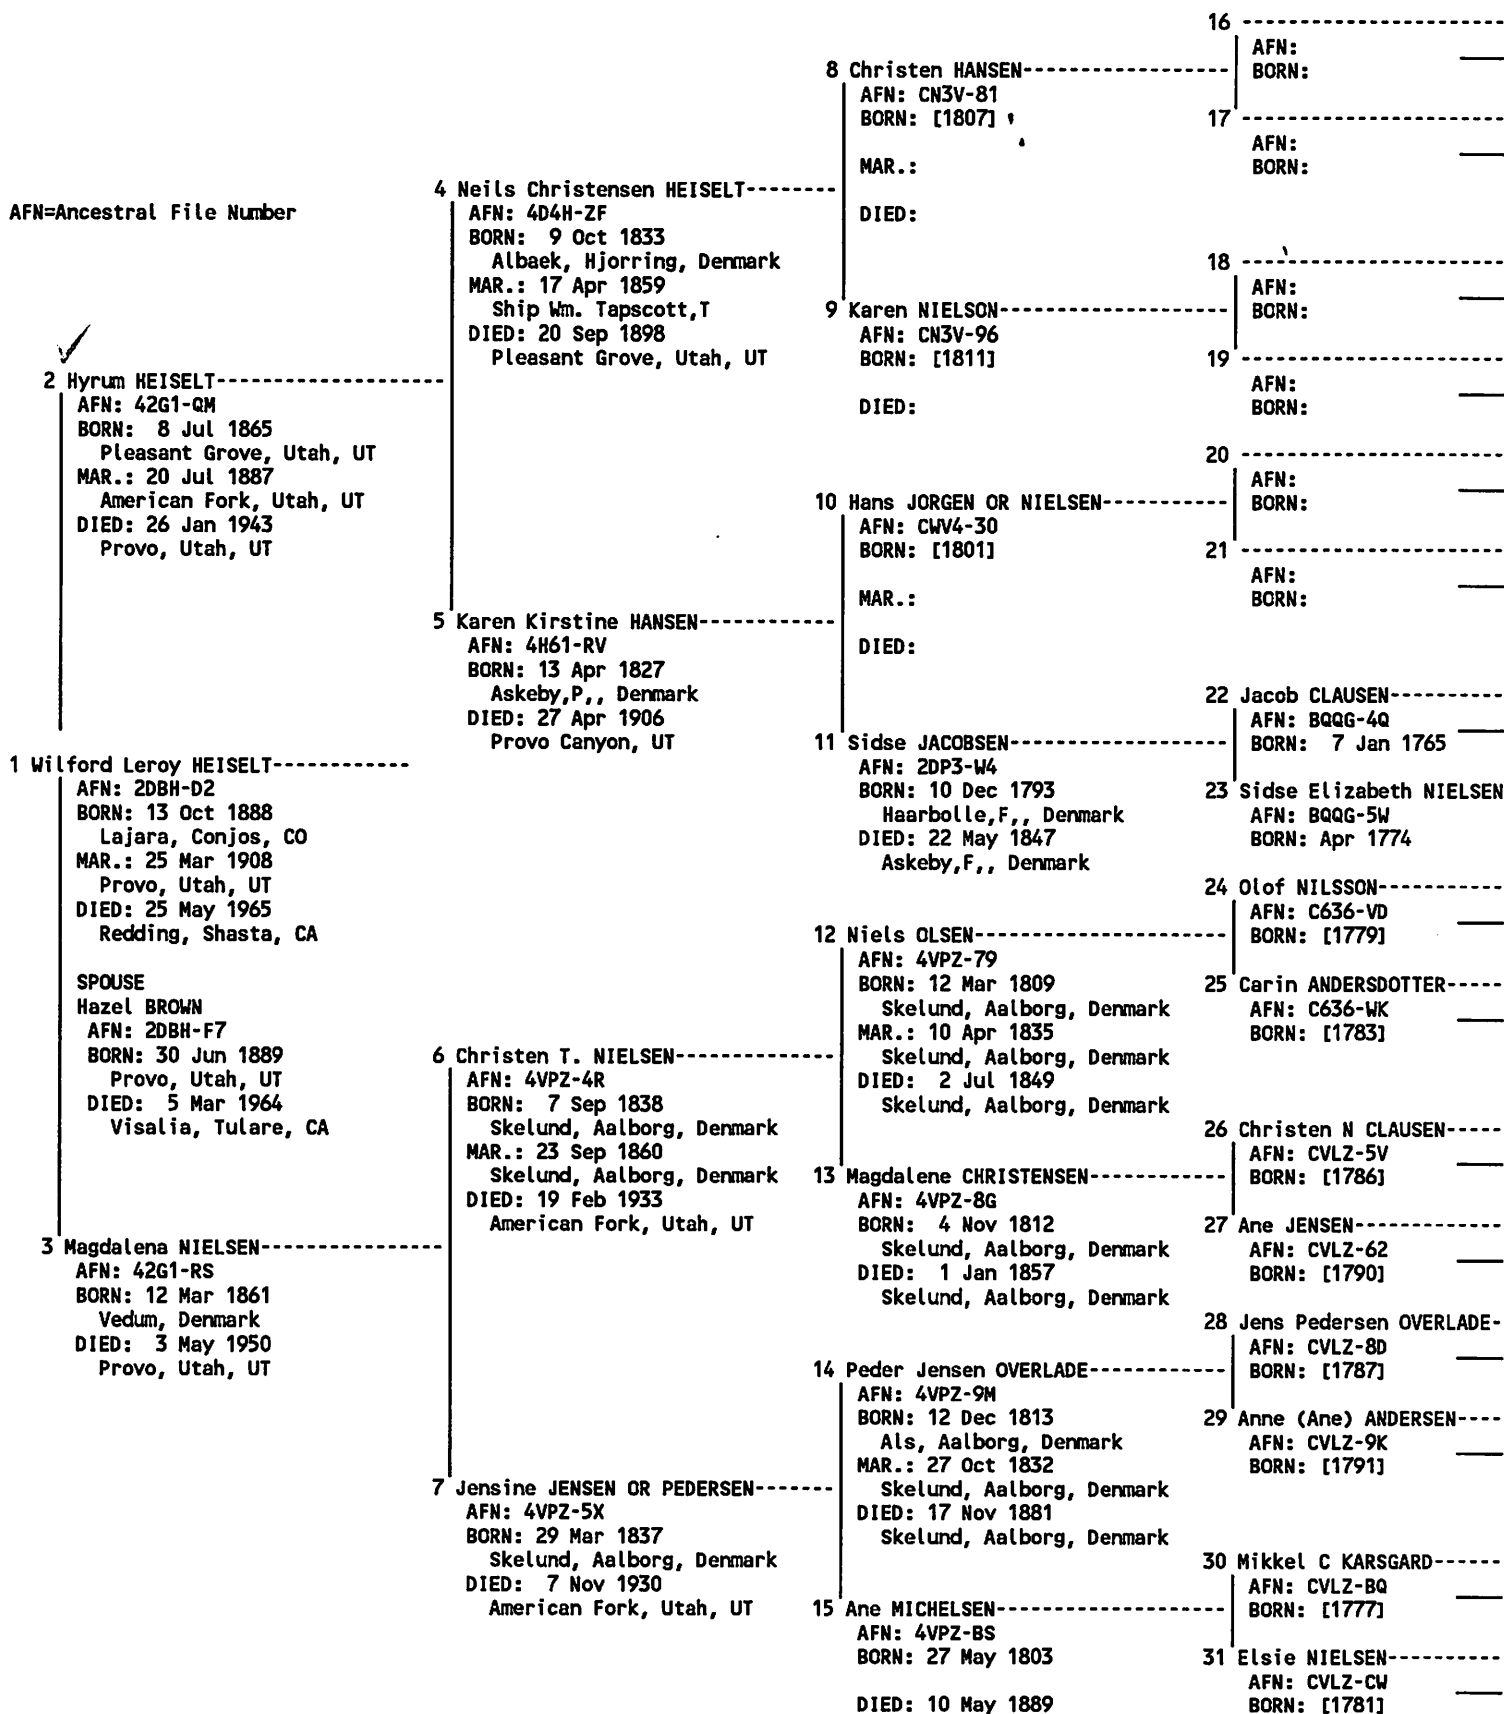 AFN=Ancestral File Number
1 Wilford Leroy HEISELT------------
AFN: 2DBH-D2
BORN: 13 Oct 1888
Lajara, Conjos, CO
MAR.: 25 Mar 1908
Provo, Utah, UT
DIED: 25 May 1965
Redding, Shasta, CA
SPOUSE
Hazel BROWN
AFN: 2DBH-F7
BORN: 30 Jun 1889
Provo, Utah, UT
DIED: 5 Mar 1964
Visalia, Tulare, CA
2 Hyrum HEISELT--------------------
AFN: 42G1-QM
BORN: 8 Jul 1865
Pleasant Grove, Utah, UT
MAR.: 20 Jul 1887
American Fork, Utah, UT
DIED: 26 Jan 1943
Provo, Utah, UT
3 Magdalena NIELSEN----------------
AFN: 42G1-RS
BORN: 12 Mar 1861
Vedum, Denmark
DIED: 3 May 1950
Provo, Utah, UT
4 Neils Christensen HEISELT--------
AFN: 4D4H-ZF
BORN: 9 Oct 1833
Albaek, Hjorring, Denmark
MAR.: 17 Apr 1859
Ship Wm. Tapscott,T
DIED: 20 Sep 1898
Pleasant Grove, Utah, UT
5 Karen Kirstine HANSEN------------
AFN: 4H61-RV
BORN: 13 Apr 1827
Askeby,P,, Denmark
DIED: 27 Apr 1906
Provo Canyon, UT
6 Christen T. NIELSEN--------------
AFN: 4VPZ-4R
BORN: 7 Sep 1838
Skelund, Aalborg, Denmark
MAR.: 23 Sep 1860
Skelund, Aalborg, Denmark
DIED: 19 Feb 1933
American Fork, Utah, UT
7 Jensine JENSEN OR PEDERSEN-------
AFN: 4VPZ-5X
BORN: 29 Mar 1837
Skelund, Aalborg, Denmark
DIED: 7 Nov 1930
American Fork, Utah, UT
8 Christen HANSEN------------------
AFN: CN3V-81
BORN: [1807]
MAR.:
DIED:
9 Karen NIELSON--------------------
AFN: CN3V-96
BORN: [1811]
DIED:
10 Hans JORGEN OR NIELSEN-----------
AFN: CWV4-30
BORN: [1801]
MAR.:
DIED:
11 Sidse JACOBSEN-------------------
AFN: 2DP3-W4
BORN: 10 Dec 1793
Haarbolle,F,, Denmark
DIED: 22 May 1847
Askeby,F,, Denmark
12 Niels OLSEN----------------------
AFN: 4VPZ-79
BORN: 12 Mar 1809
Skelund, Aalborg, Denmark
MAR.: 10 Apr 1835
Skelund, Aalborg, Denmark
DIED: 2 Jul 1849
Skelund, Aalborg, Denmark
13 Magdalene CHRISTENSEN------------
AFN: 4VPZ-8G
BORN: 4 Nov 1812
Skelund, Aalborg, Denmark
DIED: 1 Jan 1857
Skelund, Aalborg, Denmark
14 Peder Jensen OVERLADE------------
AFN: 4VPZ-9M
BORN: 12 Dec 1813
Als, Aalborg, Denmark
MAR.: 27 Oct 1832
Skelund, Aalborg, Denmark
DIED: 17 Nov 1881
Skelund, Aalborg, Denmark
15 Ane MICHELSEN--------------------
AFN: 4VPZ-BS
BORN: 27 May 1803
DIED: 10 May 1889
16 -----------------------
AFN:
BORN:
17 -----------------------
AFN:
BORN:
18 -----------------------
AFN:
BORN:
19 -----------------------
AFN:
BORN:
20 -----------------------
AFN:
BORN:
21 -----------------------
AFN:
BORN:
22 Jacob CLAUSEN----------
AFN: BQQG-4Q
BORN: 7 Jan 1765
23 Sidse Elizabeth NIELSEN
AFN: BQQG-5W
BORN: Apr 1774
24 Olof NILSSON-----------
AFN: C636-VD
BORN: [1779]
25 Carin ANDERSDOTTER-----
AFN: C636-WK
BORN: [1783]
26 Christen N CLAUSEN-----
AFN: CVLZ-5V
BORN: [1786]
27 Ane JENSEN-------------
AFN: CVLZ-62
BORN: [1790]
28 Jens Pedersen OVERLADE-
AFN: CVLZ-8D
BORN: [1787]
29 Anne (Ane) ANDERSEN----
AFN: CVLZ-9K
BORN: [1791]
30 Mikkel C KARSGARD------
AFN: CVLZ-BQ
BORN: [1777]
31 Elsie NIELSEN----------
AFN: CVLZ-CW
BORN: [1781]